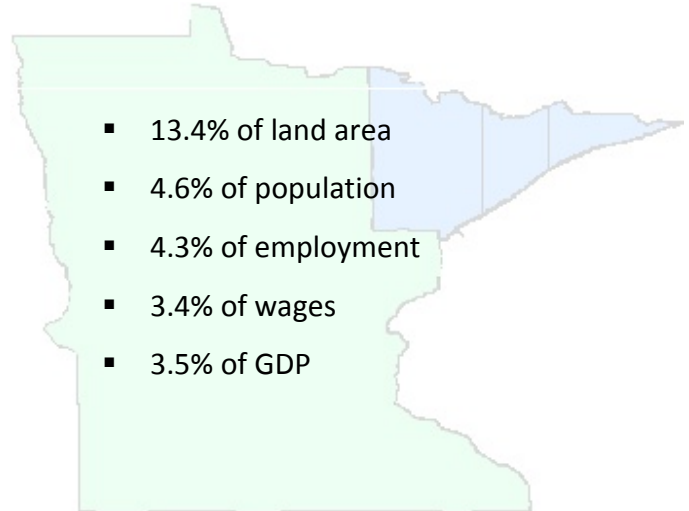 ▪ 13.4% of land area
▪ 4.6% of population
▪ 4.3% of employment
▪ 3.4% of wages
▪ 3.5% of GDP